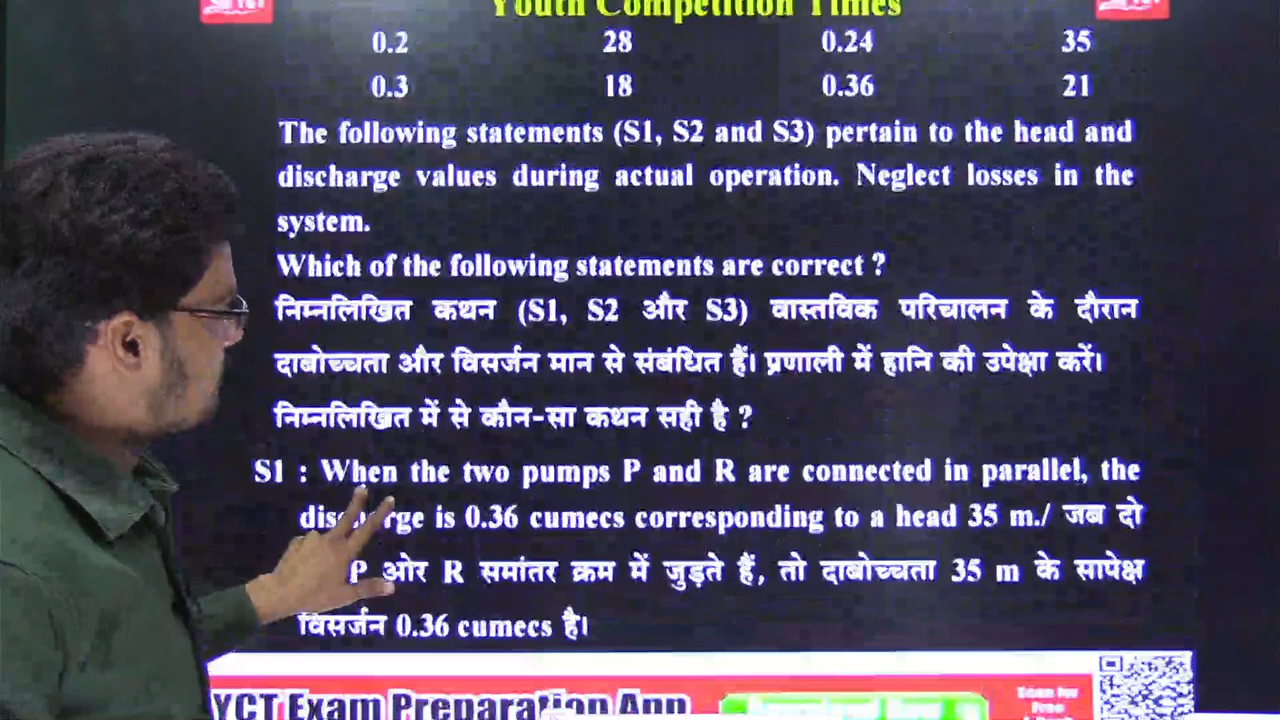 Youth Competition Times
0.2 28 0.24 35
0.3 18 0.36 21
The following statements (S1, S2 and S3) pertain to the head and
discharge values during actual operation. Neglect losses in the
system.
Which of the following statements are correct ?
निम्नलिखित कथन (S1, S2 और S3) वास्तविक परिचालन के दौरान
दाबोच्चता और विसर्जन मान से संबंधित हैं। प्रणाली में हानि की उपेक्षा करें।
निम्नलिखित में से कौन-सा कथन सही है ?
S1 : When the two pumps P and R are connected in parallel, the
is 0.36 cumecs corresponding to a head 35 m./ जब दो
P ओर R समांतर क्रम में जुड़ते हैं, तो दाबोच्चता 35 m के सापेक्ष
विसर्जन 0.36 cumecs है।
YCT Exam Preparation App